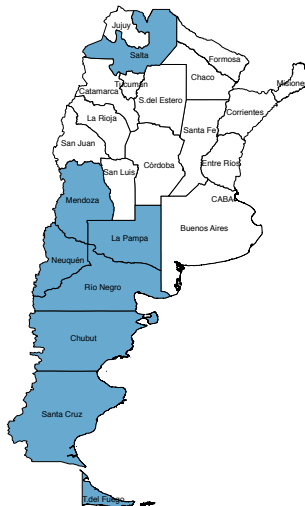 Jujuy
Salta
Formosa
Chaco
Misiones
Catamarca
Tucumán
S.del Estero
Corrientes
La Rioja
Santa Fe
San Juan
San Luis
Córdoba
Entre Ríos
Mendoza
CABA
La Pampa
Buenos Aires
Neuquén
Río Negro
Chubut
Santa Cruz
T.del Fuego